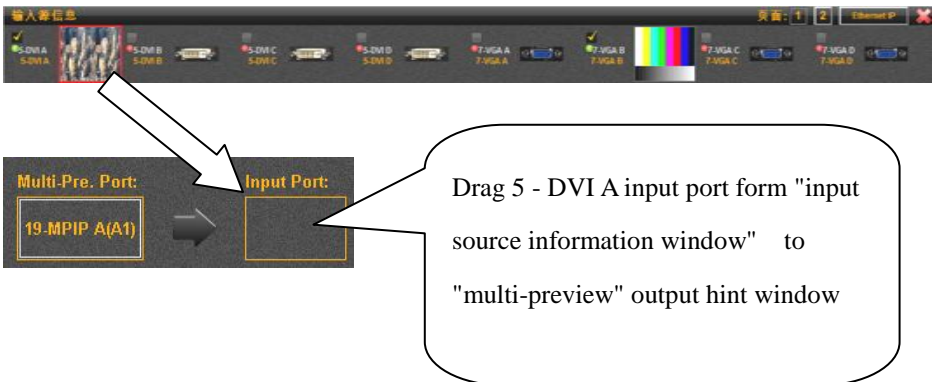 输入源信息 页面: 1 2 Ethernet IP
5-DVI A 5-DVI B 5-DVI C 5-DVI D 7-VGA A 7-VGA B 7-VGA C 7-VGA D
5-DVI A 5-DVI B 5-DVI C 5-DVI D 7-VGA A 7-VGA B 7-VGA C 7-VGA D
Multi-Pre. Port: Input Port:
19-MPIP A(A1)
Drag 5 - DVI A input port form "input
source information window" to
"multi-preview" output hint window